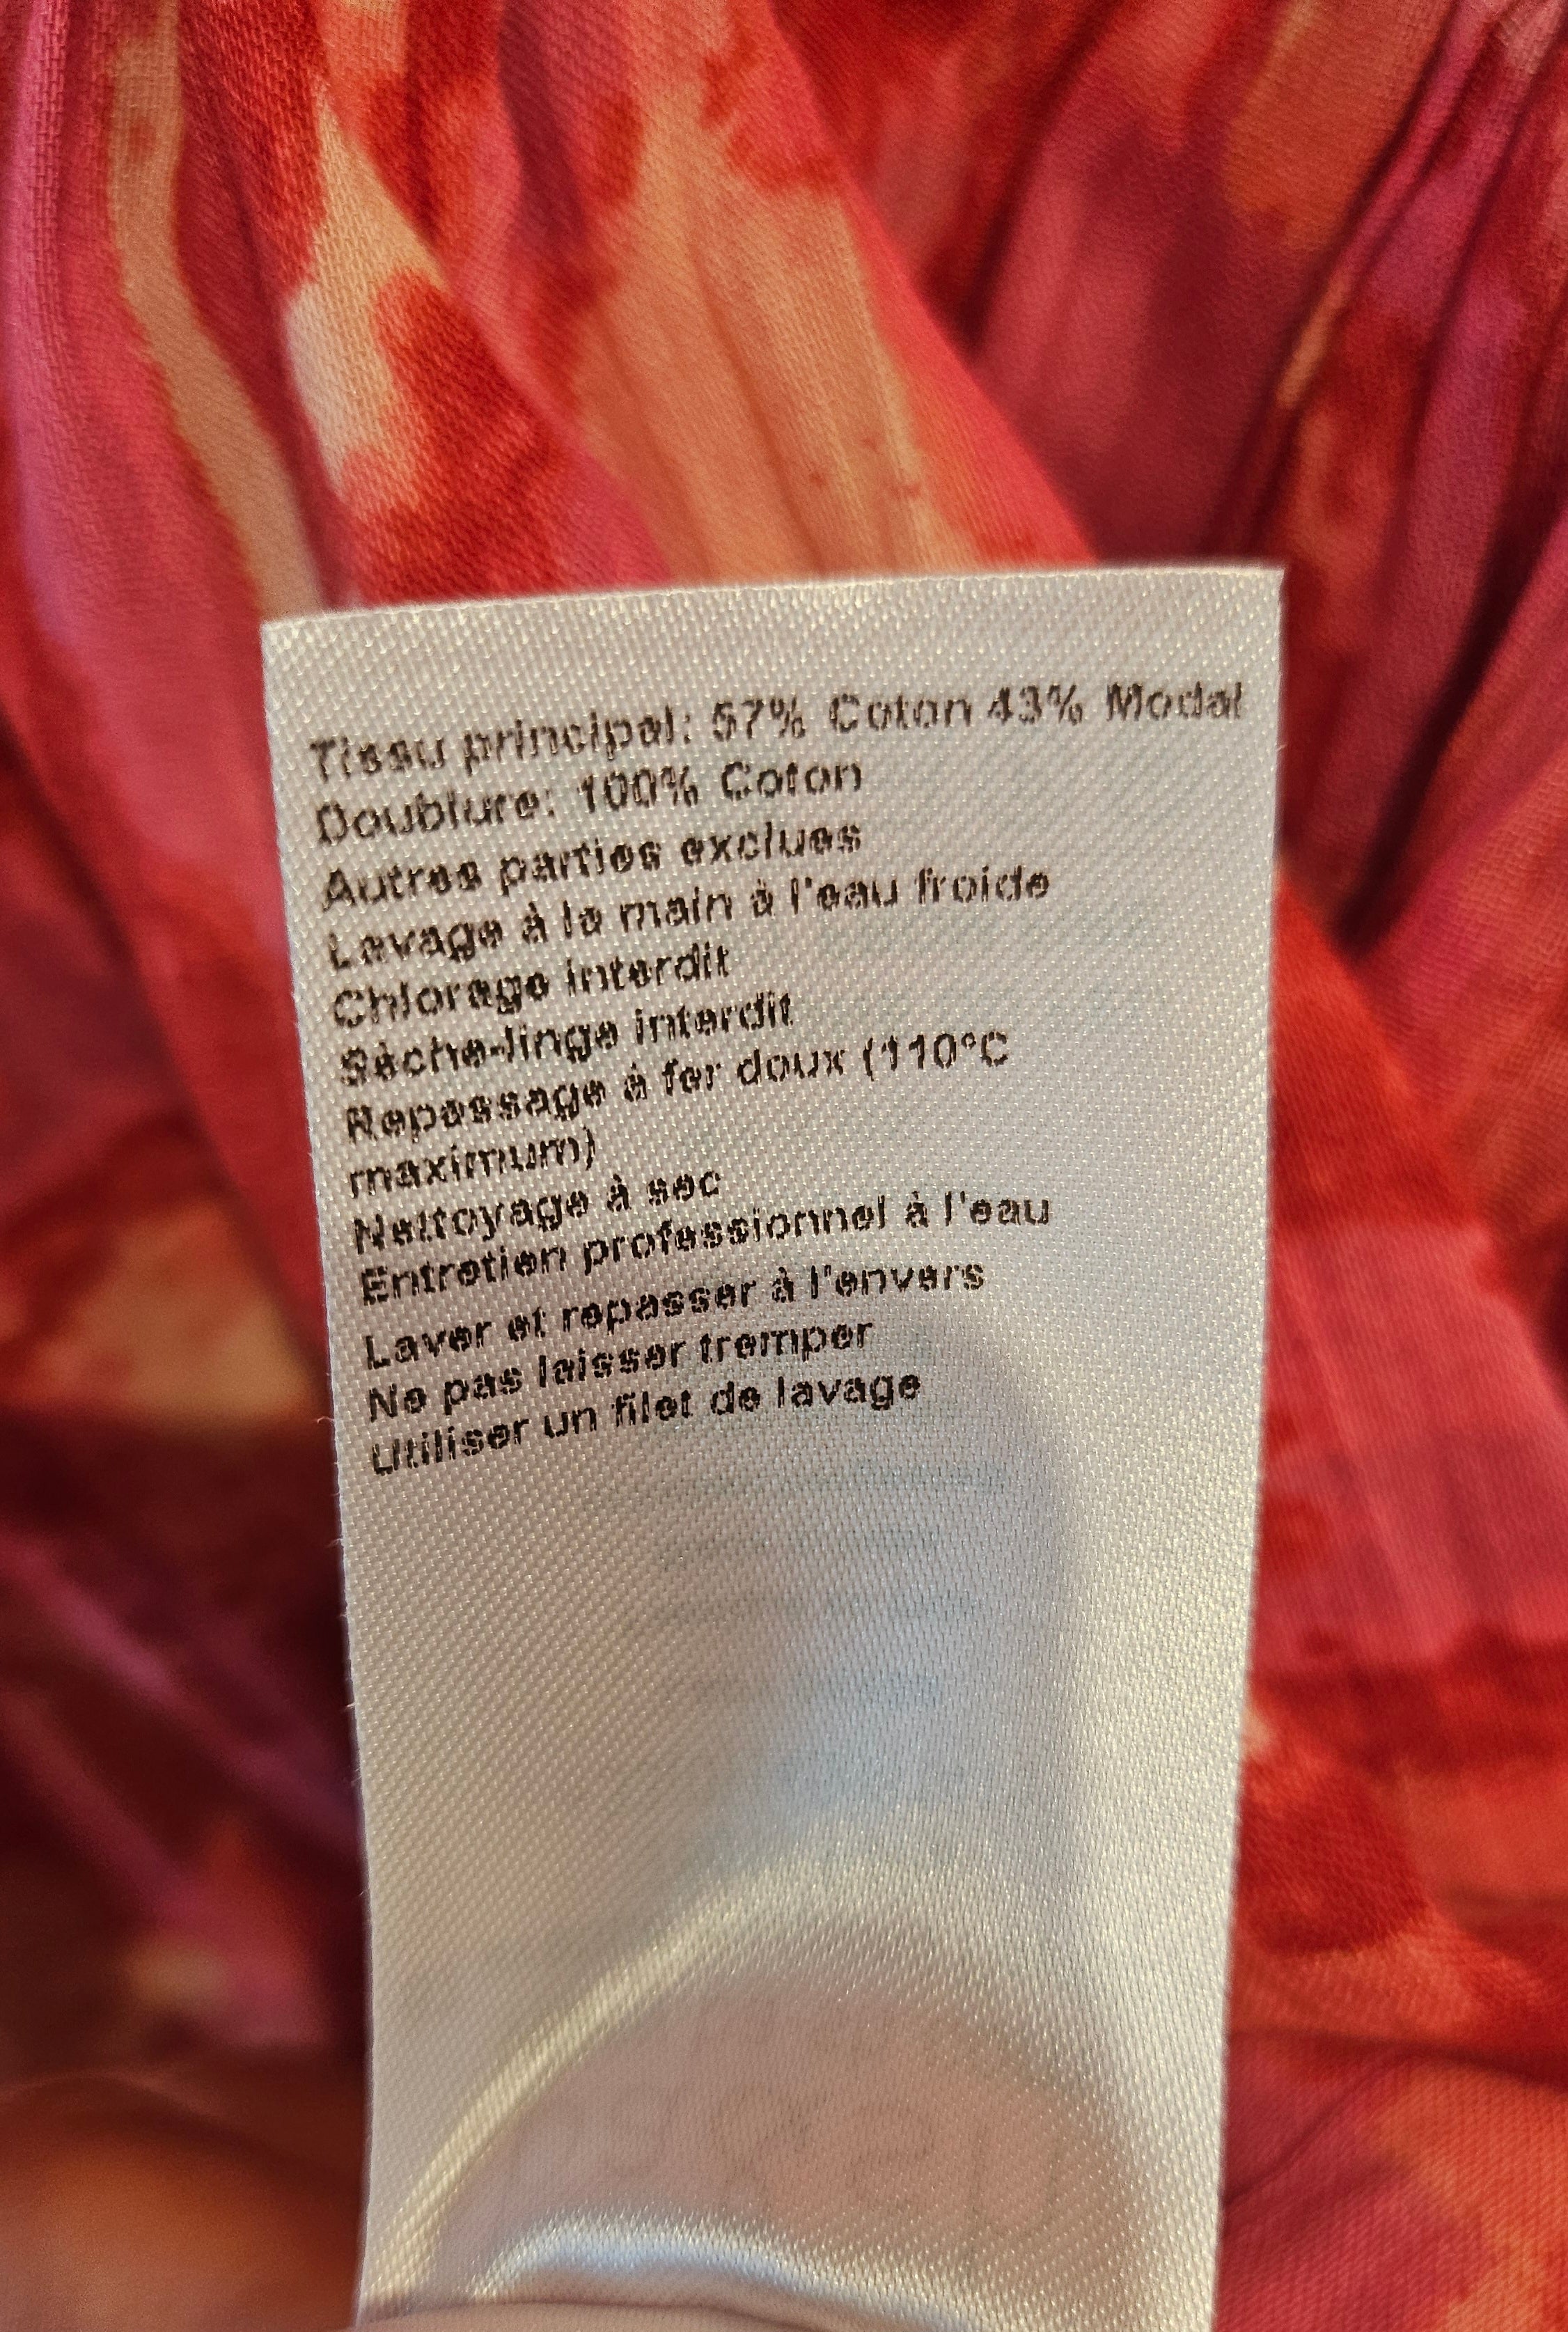 Tissu principal: 57% Coton 43% Modal
Doublure: 100% Coton
Autres parties exclues
Lavage à la main à l'eau froide
Chlorage interdit
Sèche-linge interdit
Repassage à fer doux (110°C
maximum)
Nettoyage à sec
Entretien professionnel à l'eau
Laver et repasser à l'envers
Ne pas laisser tremper
Utiliser un filet de lavage